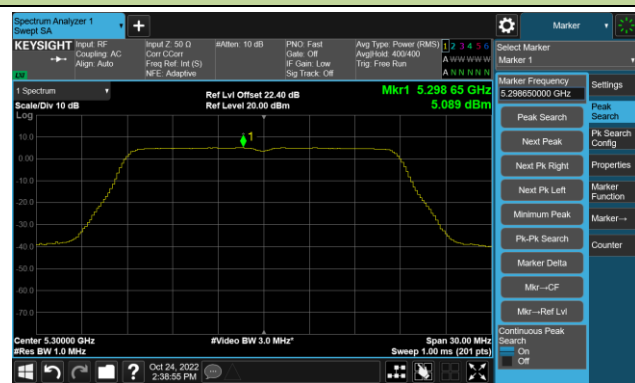 Spectrum Analyzer 1
Swept SA
+
Marker
KEYSIGHT
Input: RF
Coupling: AC
Align: Auto
Input Z: 50 Ω
Corr CCorr
Freq Ref: Int (S)
NFE: Adaptive
#Atten: 10 dB
PNO: Fast
Gate: Off
IF Gain: Low
Sig Track: Off
Avg Type: Power (RMS)
Avg|Hold: 400/400
Trig: Free Run
1 2 3 4 5 6
A W W W W W
A N N N N N
LW
Select Marker
Marker 1
1 Spectrum
Scale/Div 10 dB
Ref Lvl Offset 22.40 dB
Ref Level 20.00 dBm
Mkr1 5.298 65 GHz
5.089 dBm
Log
10.0
0.00
-10.0
-20.0
-30.0
-40.0
-50.0
-60.0
-70.0
1
Center 5.30000 GHz
#Res BW 1.0 MHz
#Video BW 3.0 MHz*
Span 30.00 MHz
Sweep 1.00 ms (201 pts)
Marker Frequency
5.298650000 GHz
Peak Search
Next Peak
Next Pk Right
Next Pk Left
Minimum Peak
Pk-Pk Search
Marker Delta
Mkr→CF
Mkr→Ref Lvl
Continuous Peak
Search
On
Off
Settings
Peak
Search
Pk Search
Config
Properties
Marker
Function
Marker→
Counter
?
Oct 24, 2022
2:38:55 PM